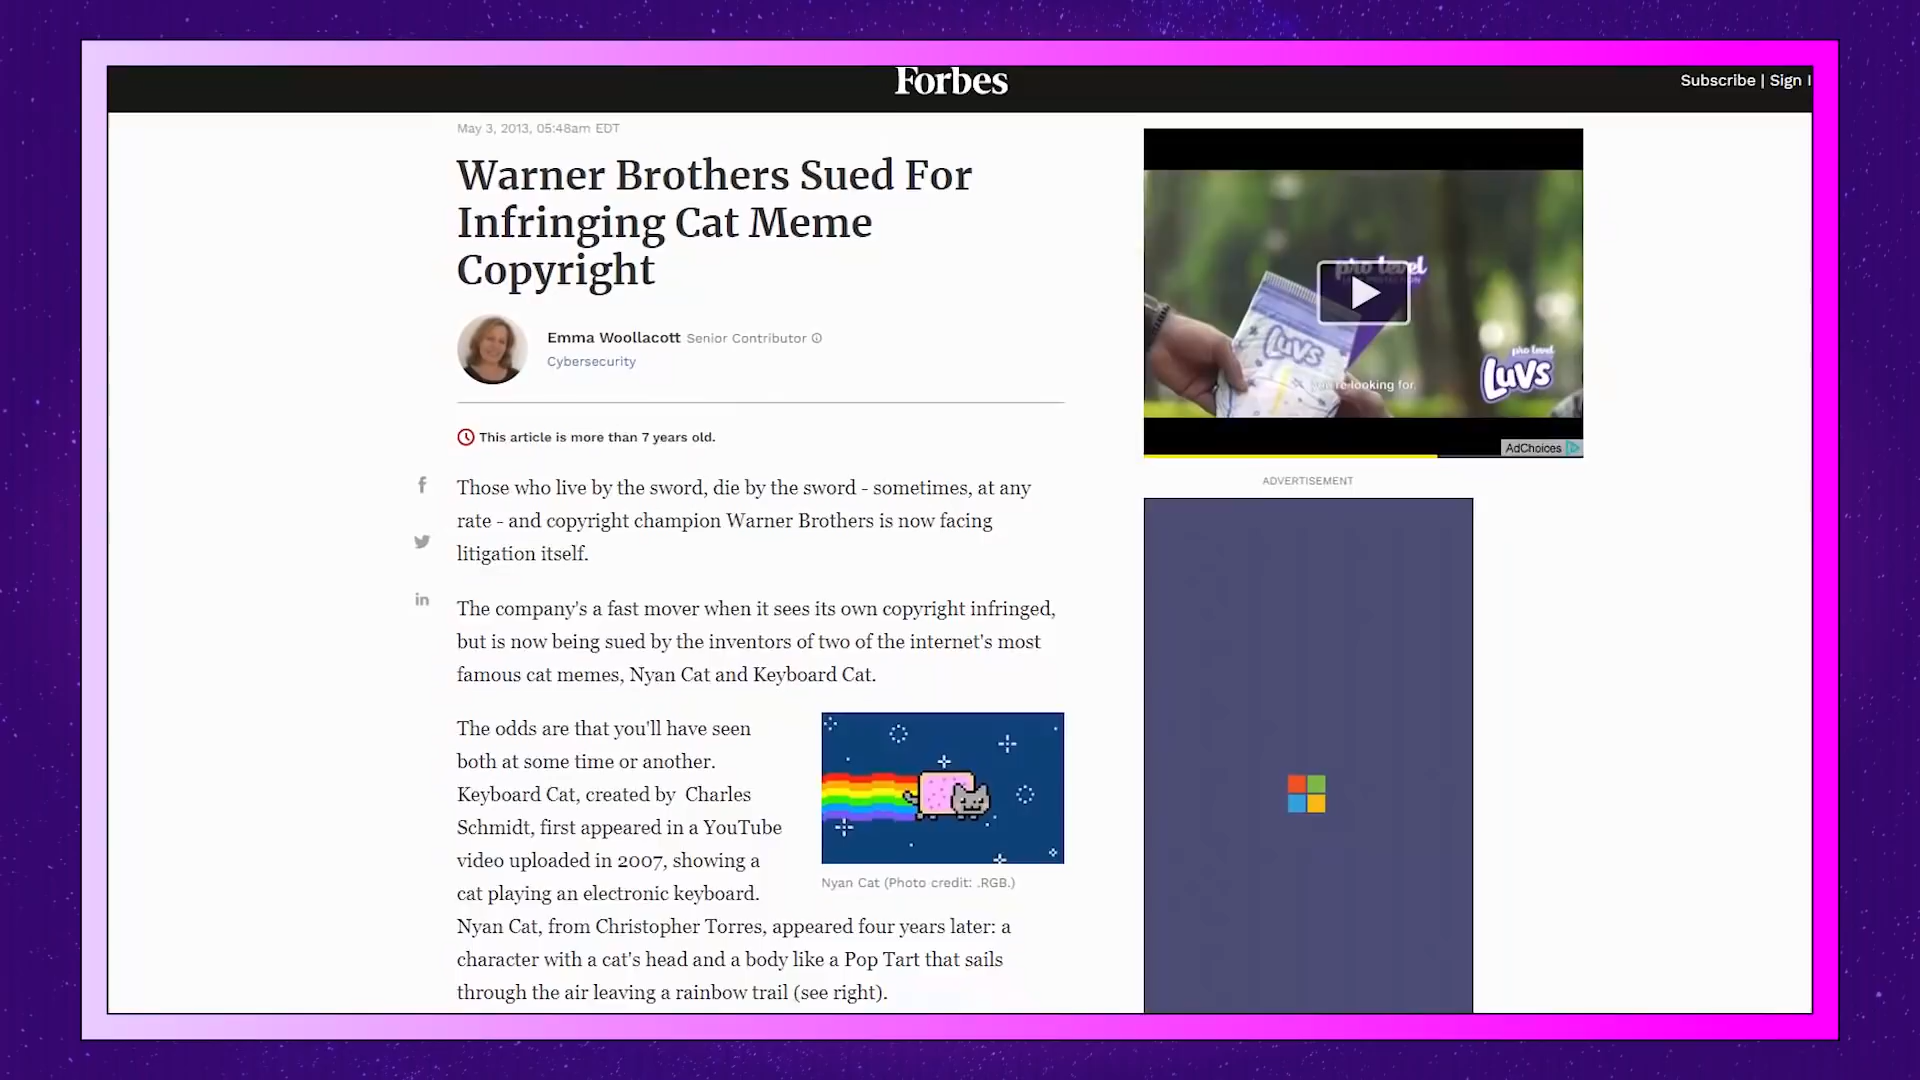 Forbes
Subscribe | Sign I
May 3, 2013, 05:48am EDT
Warner Brothers Sued For
Infringing Cat Meme
Copyright
Emma Woollacott Senior Contributor
Cybersecurity
This article is more than 7 years old.
Those who live by the sword, die by the sword - sometimes, at any
rate - and copyright champion Warner Brothers is now facing
litigation itself.
The company's a fast mover when it sees its own copyright infringed,
but is now being sued by the inventors of two of the internet's most
famous cat memes, Nyan Cat and Keyboard Cat.
The odds are that you'll have seen
both at some time or another.
Keyboard Cat, created by Charles
Schmidt, first appeared in a YouTube
video uploaded in 2007, showing a
cat playing an electronic keyboard.
Nyan Cat, from Christopher Torres, appeared four years later: a
character with a cat's head and a body like a Pop Tart that sails
through the air leaving a rainbow trail (see right).
Nyan Cat (Photo credit: .RGB.)
pro level
Luvs
you're looking for.
pro level
Luvs
AdChoices
ADVERTISEMENT